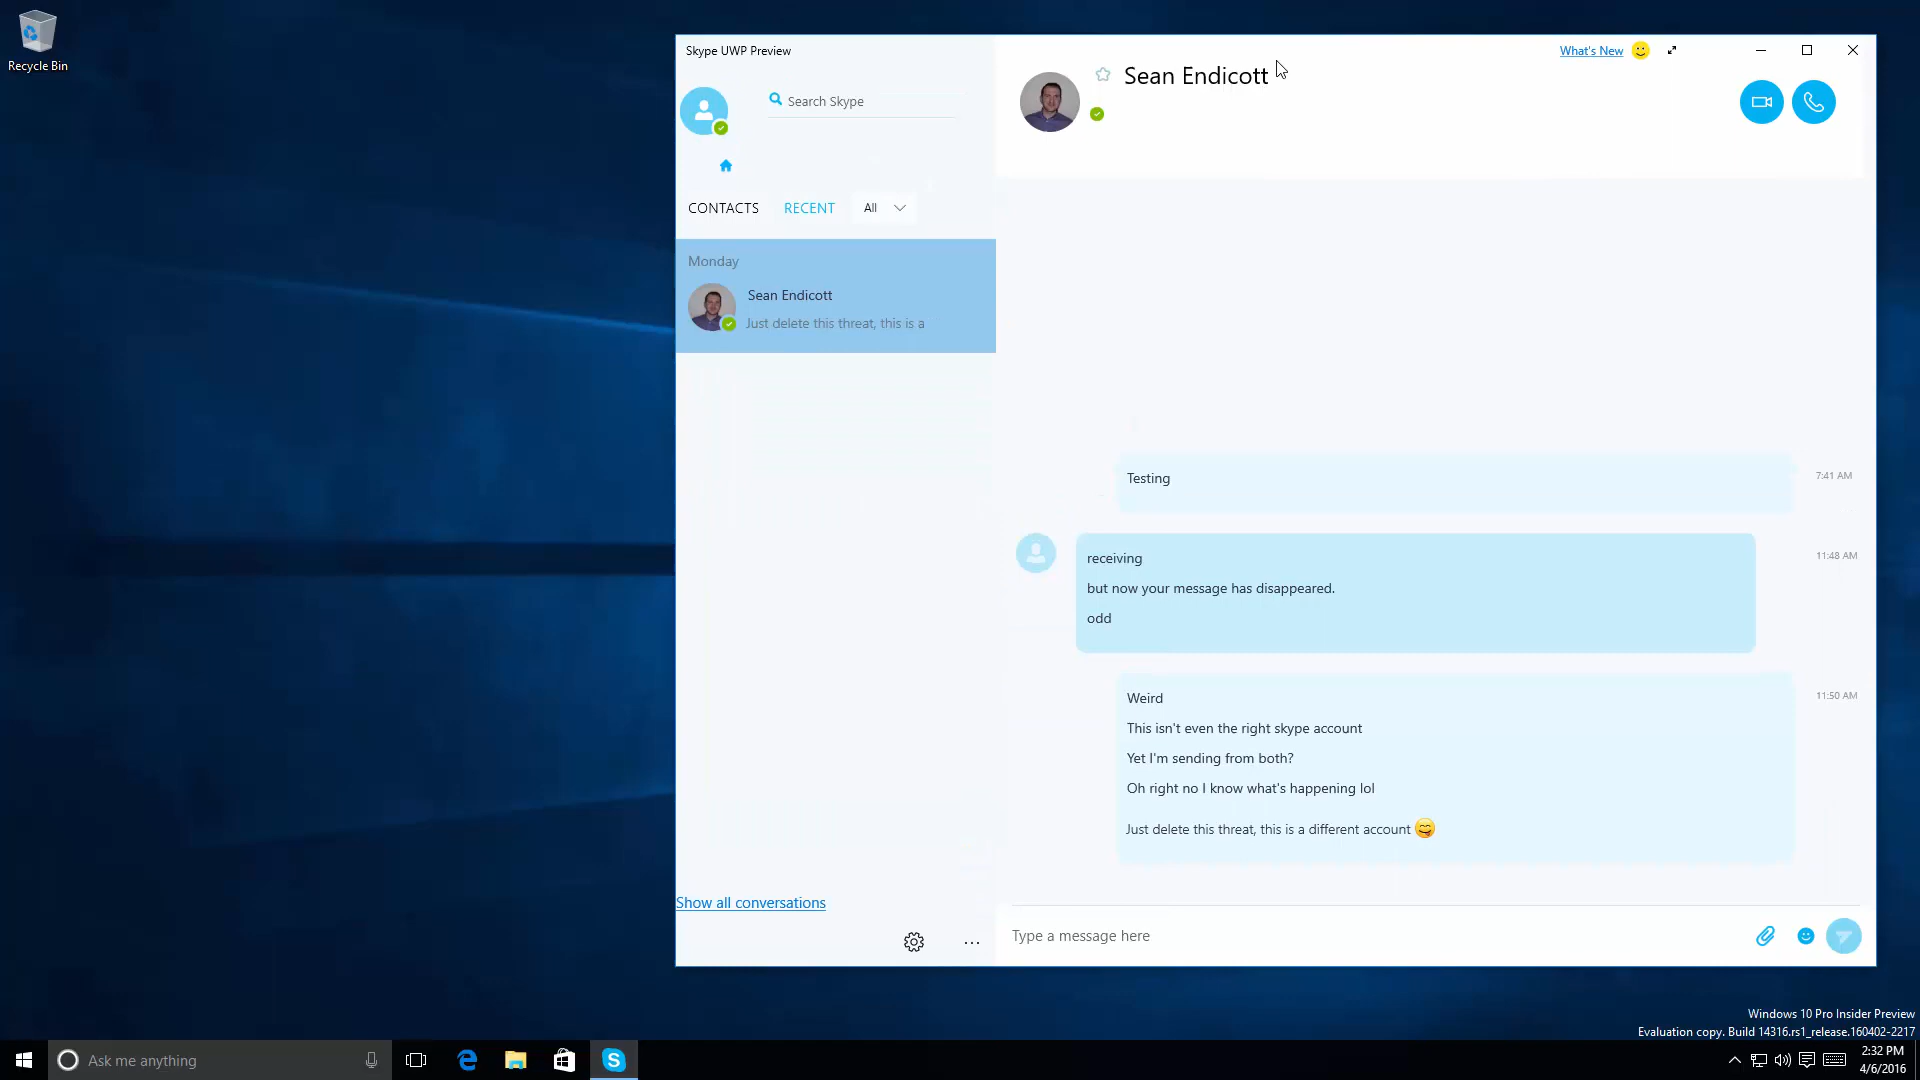 Recycle Bin
Skype UWP Preview
What's New
Search Skype
CONTACTS
RECENT
All
Monday
Sean Endicott
Just delete this threat, this is a
Show all conversations
Sean Endicott
Testing
7:41 AM
receiving
11:48 AM
but now your message has disappeared.
odd
Weird
11:50 AM
This isn't even the right skype account
Yet I'm sending from both?
Oh right no I know what's happening lol
Just delete this threat, this is a different account
Type a message here
Windows 10 Pro Insider Preview
Evaluation copy. Build 14316.rs1_release.160402-2217
Ask me anything
2:32 PM
4/6/2016